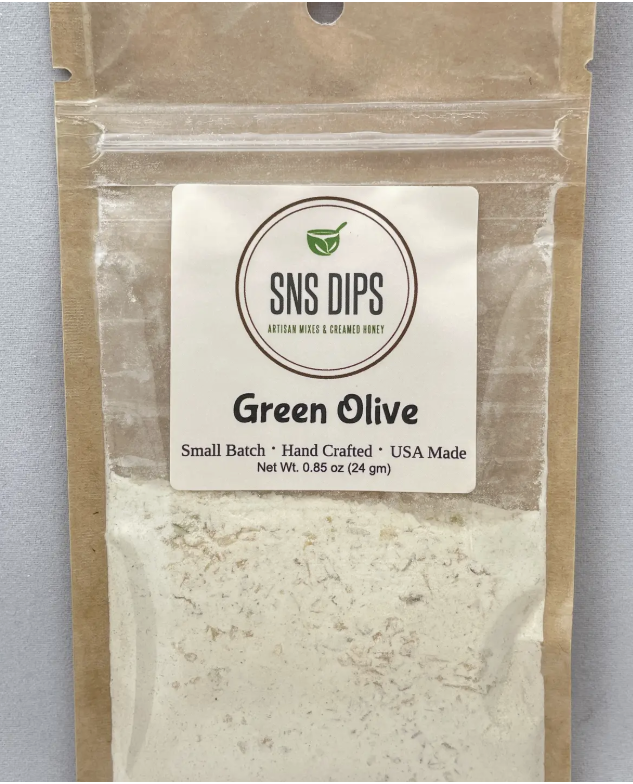 SNS DIPS
ARTISAN MIXES & CREAMED HONEY
Green Olive
Small Batch · Hand Crafted · USA Made
Net Wt. 0.85 oz (24 gm)